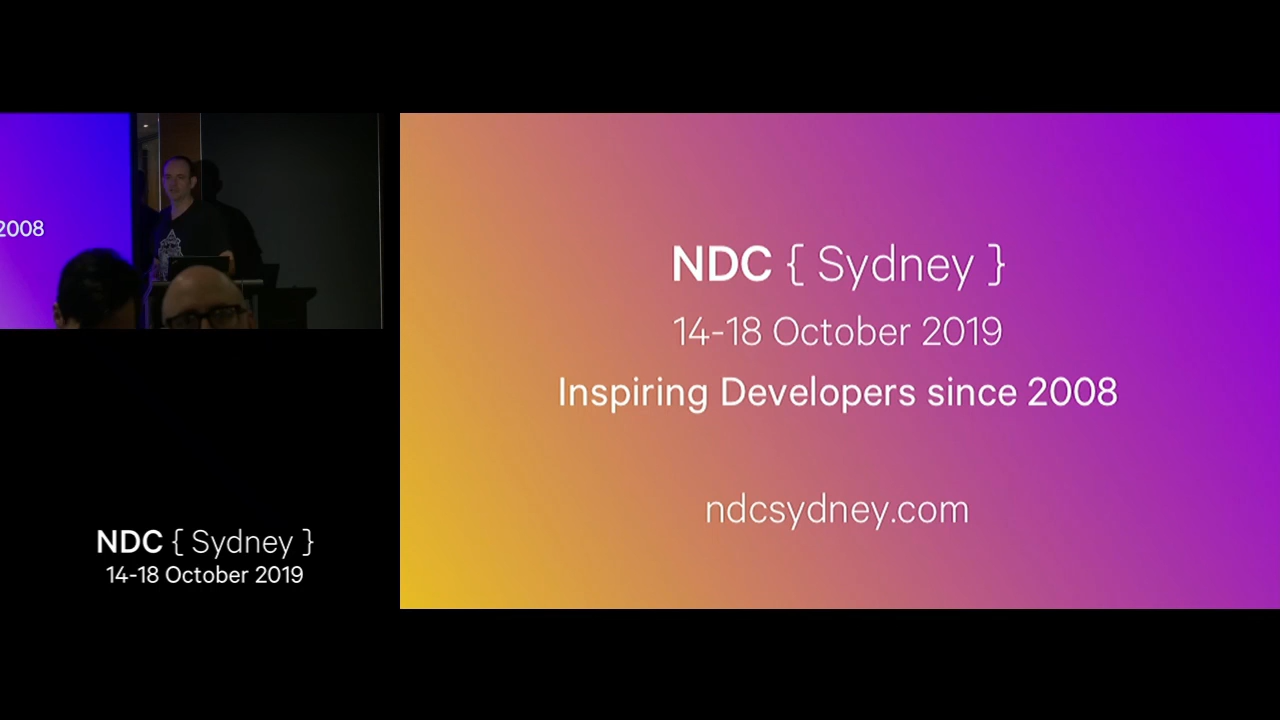 2008
NDC { Sydney }
14-18 October 2019
Inspiring Developers since 2008
ndcsydney.com
NDC { Sydney }
14-18 October 2019